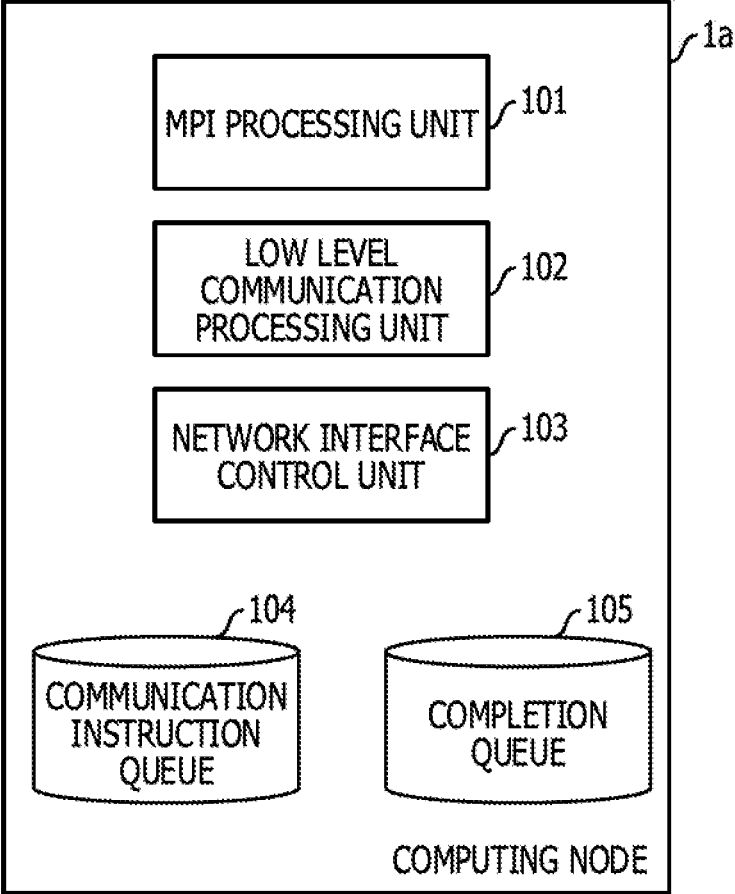 1a
MPI PROCESSING UNIT
101
LOW LEVEL
COMMUNICATION
PROCESSING UNIT
102
NETWORK INTERFACE
CONTROL UNIT
103
104
COMMUNICATION
INSTRUCTION
QUEUE
105
COMPLETION
QUEUE
COMPUTING NODE